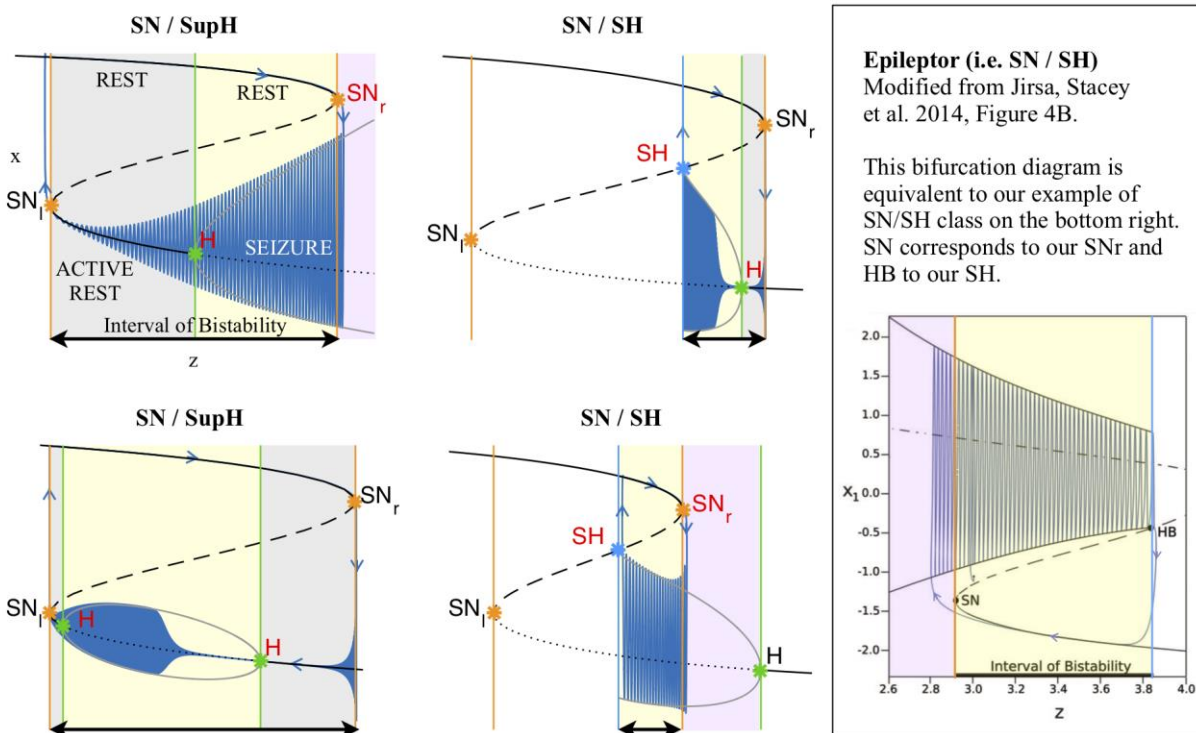 SN / SupH
REST
REST
SNr
x
SNl
H
SEIZURE
ACTIVE
REST
Interval of Bistability
z
SN / SH
SNr
SH
SNl
H
SN / SupH
SNr
SNl
H
H
SN / SH
SNr
SH
SNl
H
Epileptor (i.e. SN / SH)
Modified from Jirsa, Stacey
et al. 2014, Figure 4B.
This bifurcation diagram is
equivalent to our example of
SN/SH class on the bottom right.
SN corresponds to our SNr and
HB to our SH.
2.0
1.5
1.0
0.5
x1 0.0
-0.5
HB
-1.0
SN
-1.5
-2.0
Interval of Bistability
2.6 2.8 3.0 3.2 3.4 3.6 3.8 4.0
z